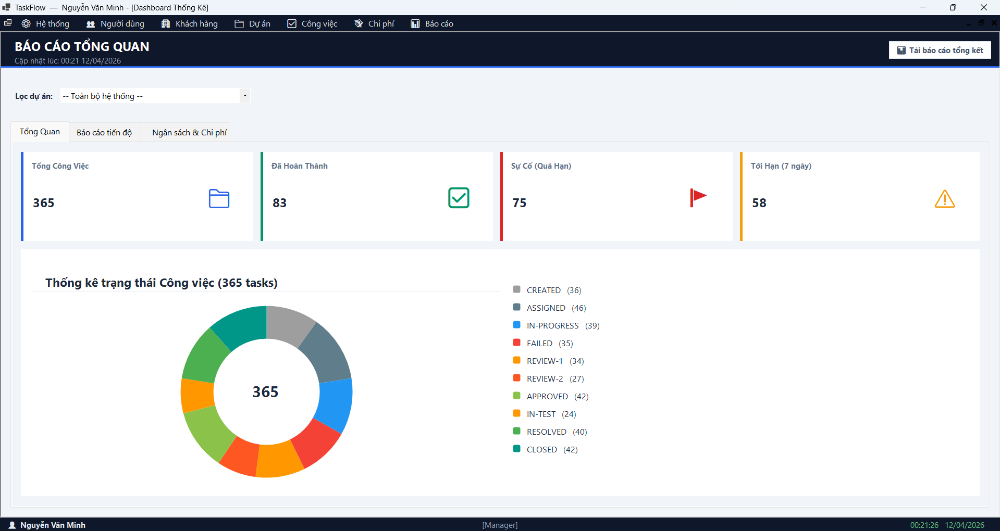 TaskFlow — Nguyễn Văn Minh - [Dashboard Thống Kê]
Hệ thống Người dùng Khách hàng Dự án Công việc Chi phí Báo cáo
BÁO CÁO TỔNG QUAN
Cập nhật lúc: 00:21 12/04/2026
Tải báo cáo tổng kết
Lọc dự án: -- Toàn bộ hệ thống --
Tổng Quan Báo cáo tiến độ Ngân sách & Chi phí
Tổng Công Việc
365
Đã Hoàn Thành
83
Sự Cố (Quá Hạn)
75
Tới Hạn (7 ngày)
58
Thống kê trạng thái Công việc (365 tasks)
365
CREATED (36)
ASSIGNED (46)
IN-PROGRESS (39)
FAILED (35)
REVIEW-1 (34)
REVIEW-2 (27)
APPROVED (42)
IN-TEST (24)
RESOLVED (40)
CLOSED (42)
Nguyễn Văn Minh [Manager] 00:21:26 12/04/2026